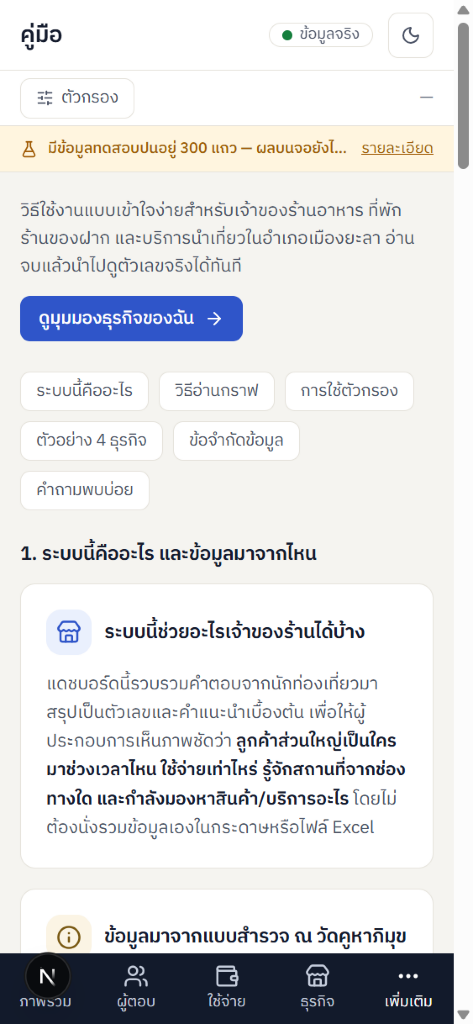 คู่มือ
ข้อมูลจริง
ตัวกรอง
มีข้อมูลทดสอบปนอยู่ 300 แถว — ผลบนจอยังไ... รายละเอียด
วิธีใช้งานแบบเข้าใจง่ายสำหรับเจ้าของร้านอาหาร ที่พัก
ร้านของฝาก และบริการนำเที่ยวในอำเภอเมืองยะลา อ่าน
จบแล้วนำไปดูตัวเลขจริงได้ทันที
ดูมุมมองธุรกิจของฉัน →
ระบบนี้คืออะไร วิธีอ่านกราฟ การใช้ตัวกรอง
ตัวอย่าง 4 ธุรกิจ ข้อจำกัดข้อมูล
คำถามพบบ่อย
1. ระบบนี้คืออะไร และข้อมูลมาจากไหน
ระบบนี้ช่วยอะไรเจ้าของร้านได้บ้าง
แดชบอร์ดนี้รวบรวมคำตอบจากนักท่องเที่ยวมา
สรุปเป็นตัวเลขและคำแนะนำเบื้องต้น เพื่อให้ผู้
ประกอบการเห็นภาพชัดว่า ลูกค้าส่วนใหญ่เป็นใคร
มาช่วงเวลาไหน ใช้จ่ายเท่าไหร่ รู้จักสถานที่จากช่อง
ทางใด และกำลังมองหาสินค้า/บริการอะไร โดยไม่
ต้องนั่งรวมข้อมูลเองในกระดาษหรือไฟล์ Excel
ข้อมูลมาจากแบบสำรวจ ณ วัดคูหาภิมุข
N
ภาพรวม ผู้ตอบ ใช้จ่าย ธุรกิจ เพิ่มเติม